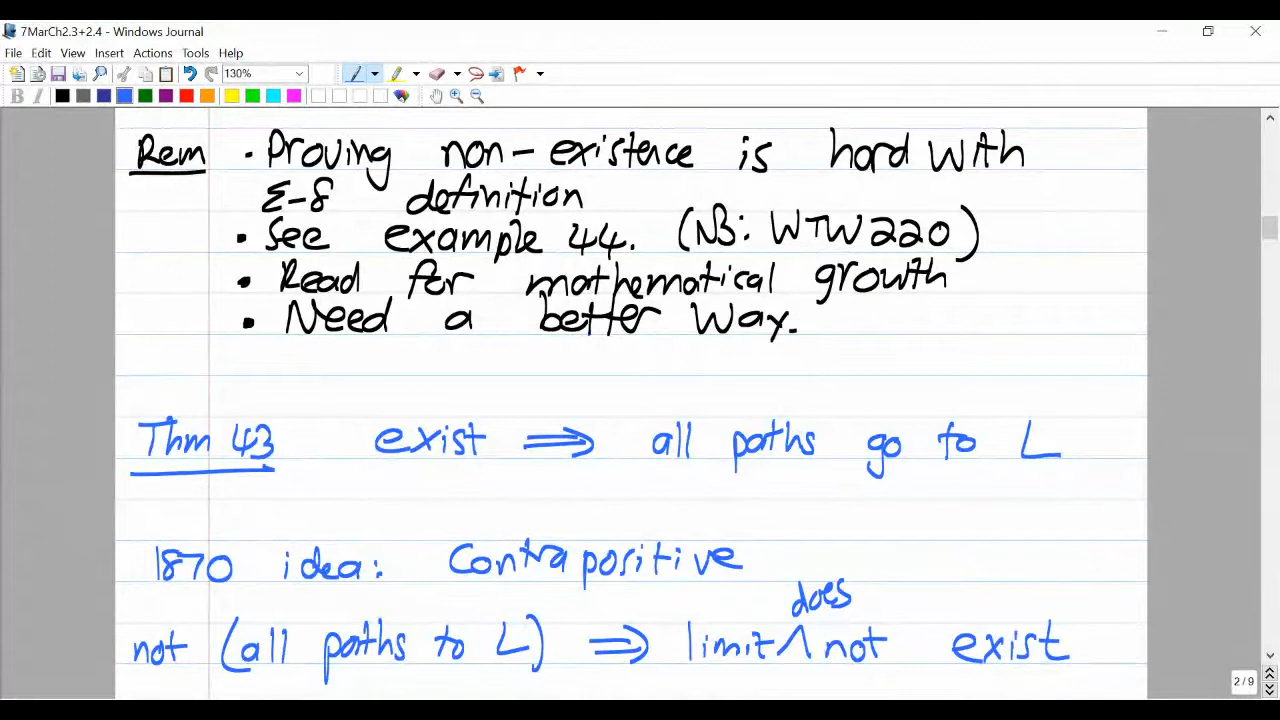 7MarCh2.3+2.4 - Windows Journal
File Edit View Insert Actions Tools Help
130%
B I
Rem · Proving non-existence is hard with
ε-δ definition
· See example 44. (NB: WTW220)
· Read for mathematical growth
· Need a better way.
Thm 43 exist ⟹ all paths go to L
1870 idea: Contrapositive
does
not (all paths to L) ⟹ limit ∧ not exist
2 / 9